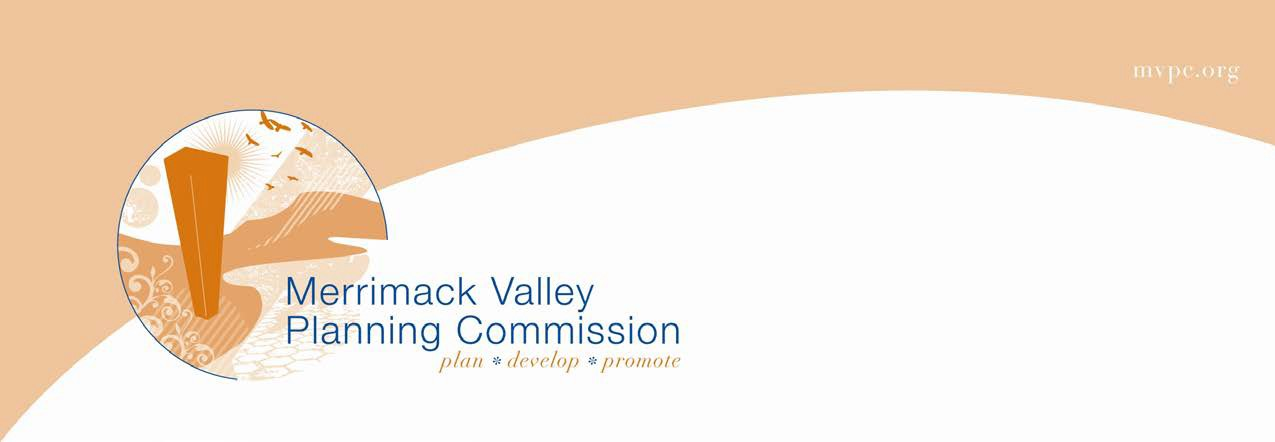 mvpc.org
Merrimack Valley
Planning Commission
plan * develop * promote